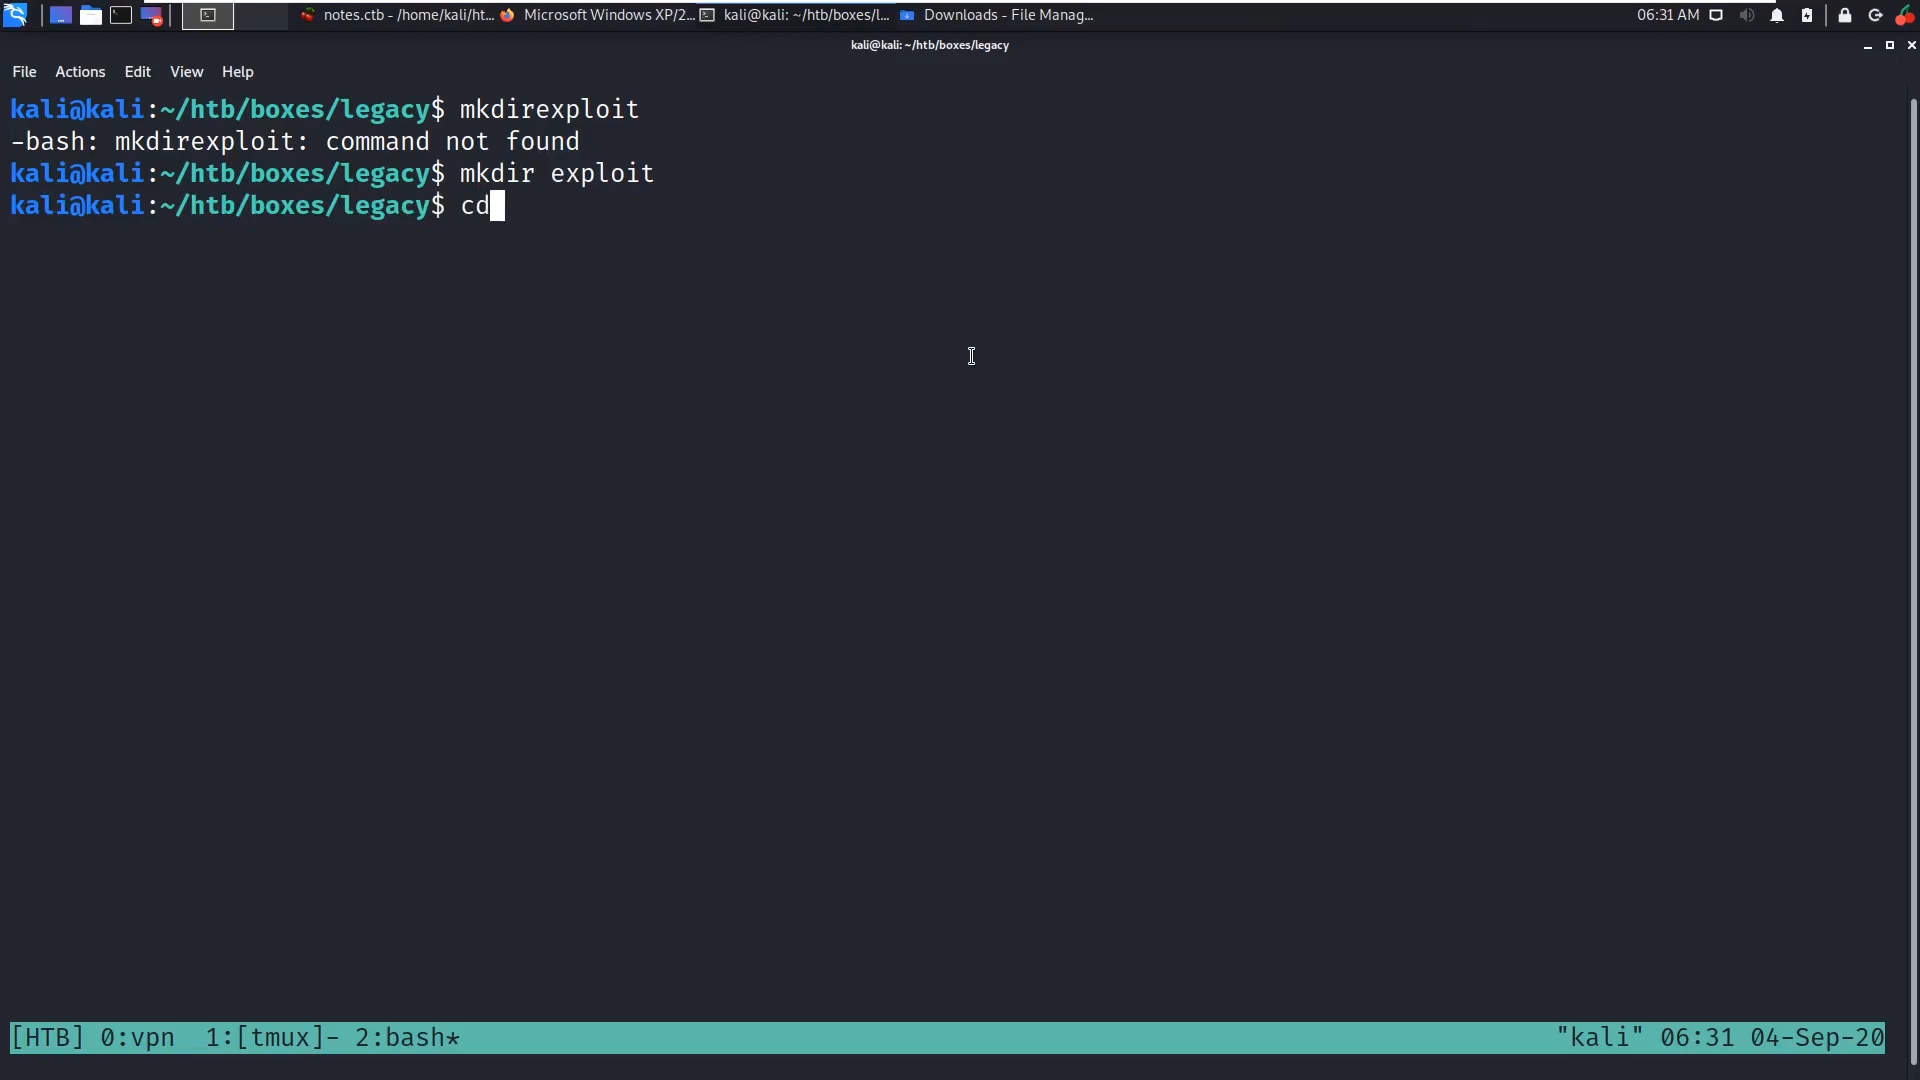 notes.ctb - /home/kali/ht...
Microsoft Windows XP/2...
kali@kali: ~/htb/boxes/l...
Downloads - File Manag...
06:31 AM
kali@kali: ~/htb/boxes/legacy
File Actions Edit View Help
kali@kali:~/htb/boxes/legacy$ mkdirexploit
-bash: mkdirexploit: command not found
kali@kali:~/htb/boxes/legacy$ mkdir exploit
kali@kali:~/htb/boxes/legacy$ cd
[HTB] 0:vpn 1:[tmux]- 2:bash* "kali" 06:31 04-Sep-20